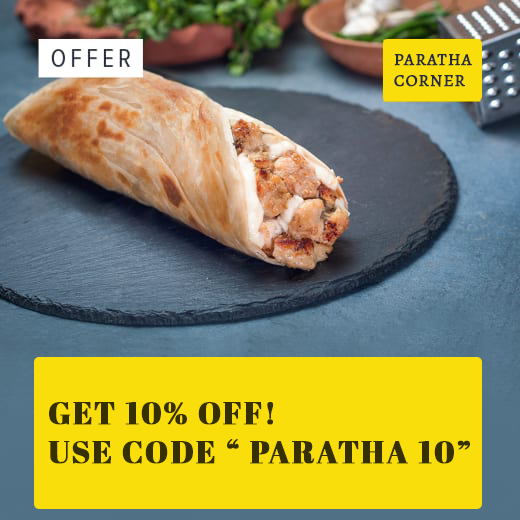 OFFER
PARATHA
CORNER
GET 10% OFF!
USE CODE “ PARATHA 10”